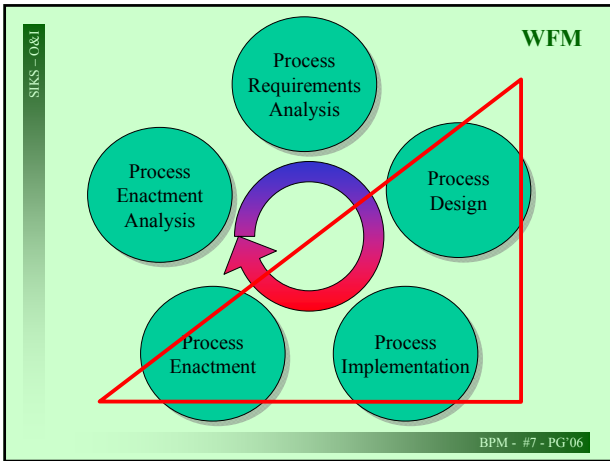 SIKS – O&I
WFM
Process
Requirements
Analysis
Process
Enactment
Analysis
Process
Design
Process
Enactment
Process
Implementation
BPM - #7 - PG'06